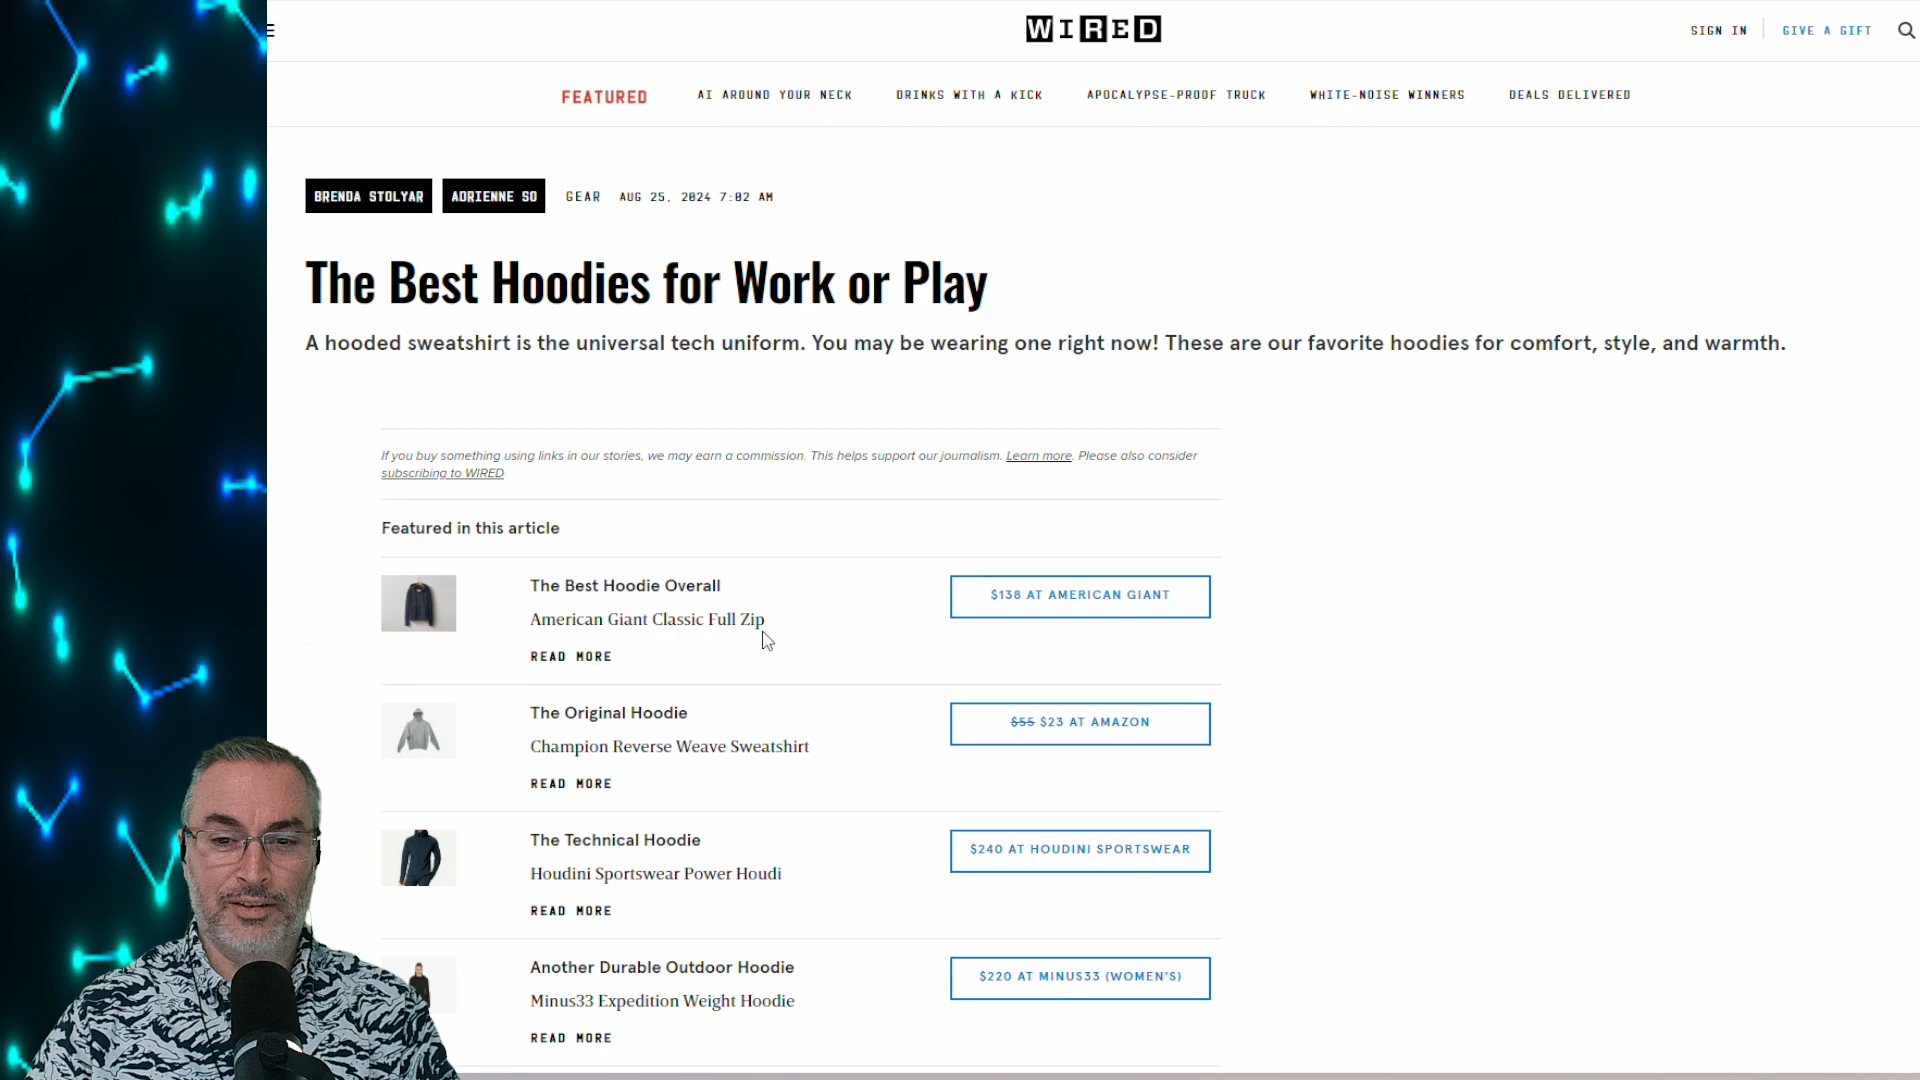 WIRED
SIGN IN
GIVE A GIFT
FEATURED
AI AROUND YOUR NECK
DRINKS WITH A KICK
APOCALYPSE-PROOF TRUCK
WHITE-NOISE WINNERS
DEALS DELIVERED
BRENDA STOLYAR
ADRIENNE SO
GEAR
AUG 25, 2024 7:02 AM
The Best Hoodies for Work or Play
A hooded sweatshirt is the universal tech uniform. You may be wearing one right now! These are our favorite hoodies for comfort, style, and warmth.
If you buy something using links in our stories, we may earn a commission. This helps support our journalism. Learn more. Please also consider
subscribing to WIRED
Featured in this article
The Best Hoodie Overall
American Giant Classic Full Zip
READ MORE
$138 AT AMERICAN GIANT
The Original Hoodie
Champion Reverse Weave Sweatshirt
READ MORE
$55 $23 AT AMAZON
The Technical Hoodie
Houdini Sportswear Power Houdi
READ MORE
$240 AT HOUDINI SPORTSWEAR
Another Durable Outdoor Hoodie
Minus33 Expedition Weight Hoodie
READ MORE
$220 AT MINUS33 (WOMEN'S)